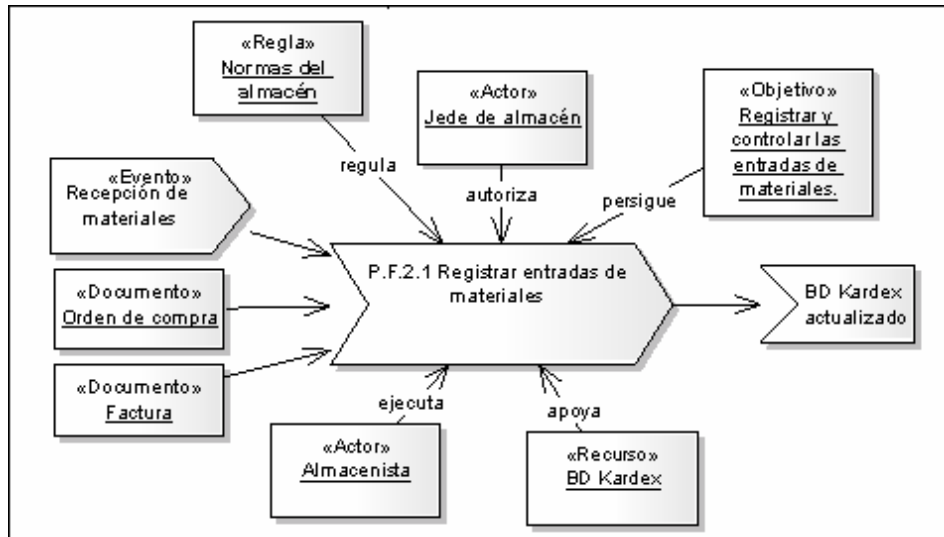 «Regla»
Normas del
almacén
«Actor»
Jede de almacén
«Objetivo»
Registrar y
controlar las
entradas de
materiales.
regula
autoriza
persigue
«Evento»
Recepción de
materiales
«Documento»
Orden de compra
«Documento»
Factura
P.F.2.1 Registrar entradas de
materiales
BD Kardex
actualizado
ejecuta
apoya
«Actor»
Almacenista
«Recurso»
BD Kardex